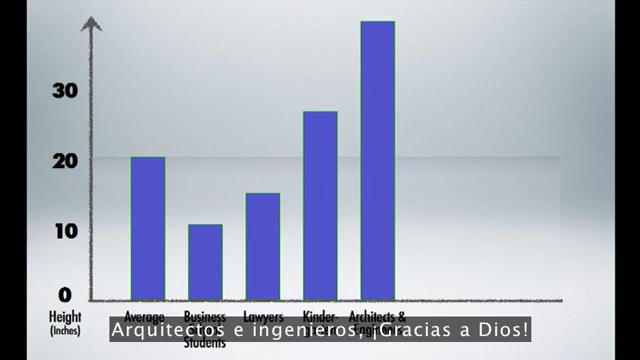 30
20
10
0
Height
(Inches)
Average
Business
Students
Lawyers
Kinder-
Architects &
Arquitectos e ingenieros, ¡Gracias a Dios!